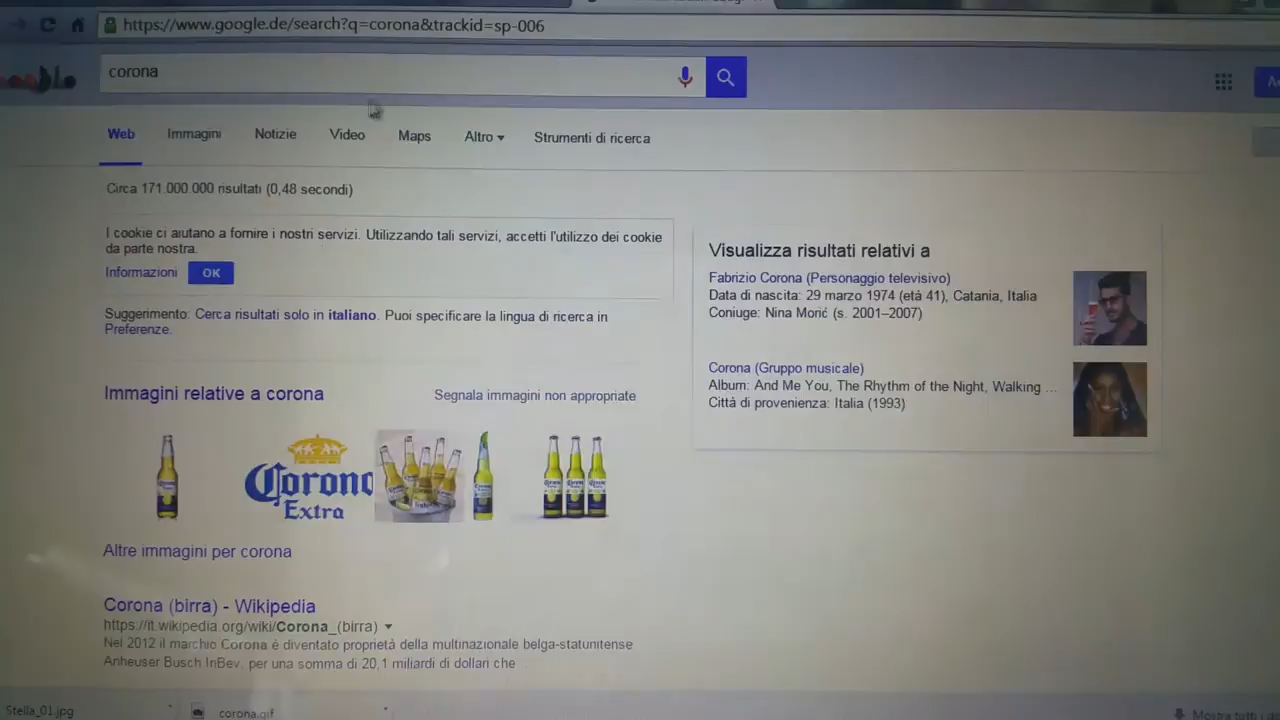 https://www.google.de/search?q=corona&trackid=sp-006
corona
Web Immagini Notizie Video Maps Altro Strumenti di ricerca
Circa 171.000.000 risultati (0,48 secondi)
I cookie ci aiutano a fornire i nostri servizi. Utilizzando tali servizi, accetti l'utilizzo dei cookie
da parte nostra.
Informazioni OK
Suggerimento: Cerca risultati solo in italiano. Puoi specificare la lingua di ricerca in
Preferenze.
Immagini relative a corona Segnala immagini non appropriate
Corona
Extra
Altre immagini per corona
Corona (birra) - Wikipedia
https://it.wikipedia.org/wiki/Corona_(birra)
Nel 2012 il marchio Corona è diventato proprietà della multinazionale belga-statunitense
Anheuser Busch InBev, per una somma di 20,1 miliardi di dollari che
Visualizza risultati relativi a
Fabrizio Corona (Personaggio televisivo)
Data di nascita: 29 marzo 1974 (età 41), Catania, Italia
Coniuge: Nina Morić (s. 2001–2007)
Corona (Gruppo musicale)
Album: And Me You, The Rhythm of the Night, Walking ...
Città di provenienza: Italia (1993)
Stella_01.jpg
corona.gif